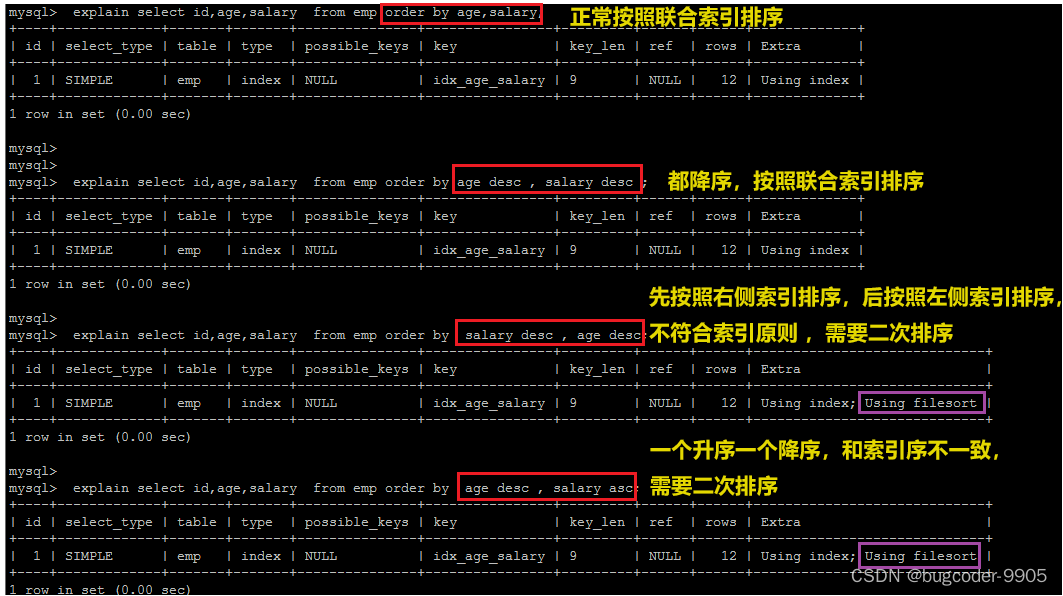 mysql>  explain select id,age,salary  from emp order by age,salary; 正常按照联合索引排序
+----+-------------+-------+-------+---------------+----------------+---------+------+------+-------------+
| id | select_type | table | type  | possible_keys | key            | key_len | ref  | rows | Extra       |
+----+-------------+-------+-------+---------------+----------------+---------+------+------+-------------+
|  1 | SIMPLE      | emp   | index | NULL          | idx_age_salary | 9       | NULL |   12 | Using index |
+----+-------------+-------+-------+---------------+----------------+---------+------+------+-------------+
1 row in set (0.00 sec)
mysql>
mysql>
mysql>  explain select id,age,salary  from emp order by age desc , salary desc ; 都降序，按照联合索引排序
+----+-------------+-------+-------+---------------+----------------+---------+------+------+-------------+
| id | select_type | table | type  | possible_keys | key            | key_len | ref  | rows | Extra       |
+----+-------------+-------+-------+---------------+----------------+---------+------+------+-------------+
|  1 | SIMPLE      | emp   | index | NULL          | idx_age_salary | 9       | NULL |   12 | Using index |
+----+-------------+-------+-------+---------------+----------------+---------+------+------+-------------+
1 row in set (0.00 sec)
先按照右侧索引排序，后按照左侧索引排序，
mysql>
mysql>  explain select id,age,salary  from emp order by  salary desc , age desc; 不符合索引原则 ，需要二次排序
+----+-------------+-------+-------+---------------+----------------+---------+------+------+-----------------------------+
| id | select_type | table | type  | possible_keys | key            | key_len | ref  | rows | Extra                       |
+----+-------------+-------+-------+---------------+----------------+---------+------+------+-----------------------------+
|  1 | SIMPLE      | emp   | index | NULL          | idx_age_salary | 9       | NULL |   12 | Using index; Using filesort |
+----+-------------+-------+-------+---------------+----------------+---------+------+------+-----------------------------+
1 row in set (0.00 sec)
一个升序一个降序，和索引序不一致，
mysql>
mysql>  explain select id,age,salary  from emp order by  age desc , salary asc; 需要二次排序
+----+-------------+-------+-------+---------------+----------------+---------+------+------+-----------------------------+
| id | select_type | table | type  | possible_keys | key            | key_len | ref  | rows | Extra                       |
+----+-------------+-------+-------+---------------+----------------+---------+------+------+-----------------------------+
|  1 | SIMPLE      | emp   | index | NULL          | idx_age_salary | 9       | NULL |   12 | Using index; Using filesort |
+----+-------------+-------+-------+---------------+----------------+---------+------+------+-----------------------------+
1 row in set (0.00 sec)
CSDN @bugcoder-9905